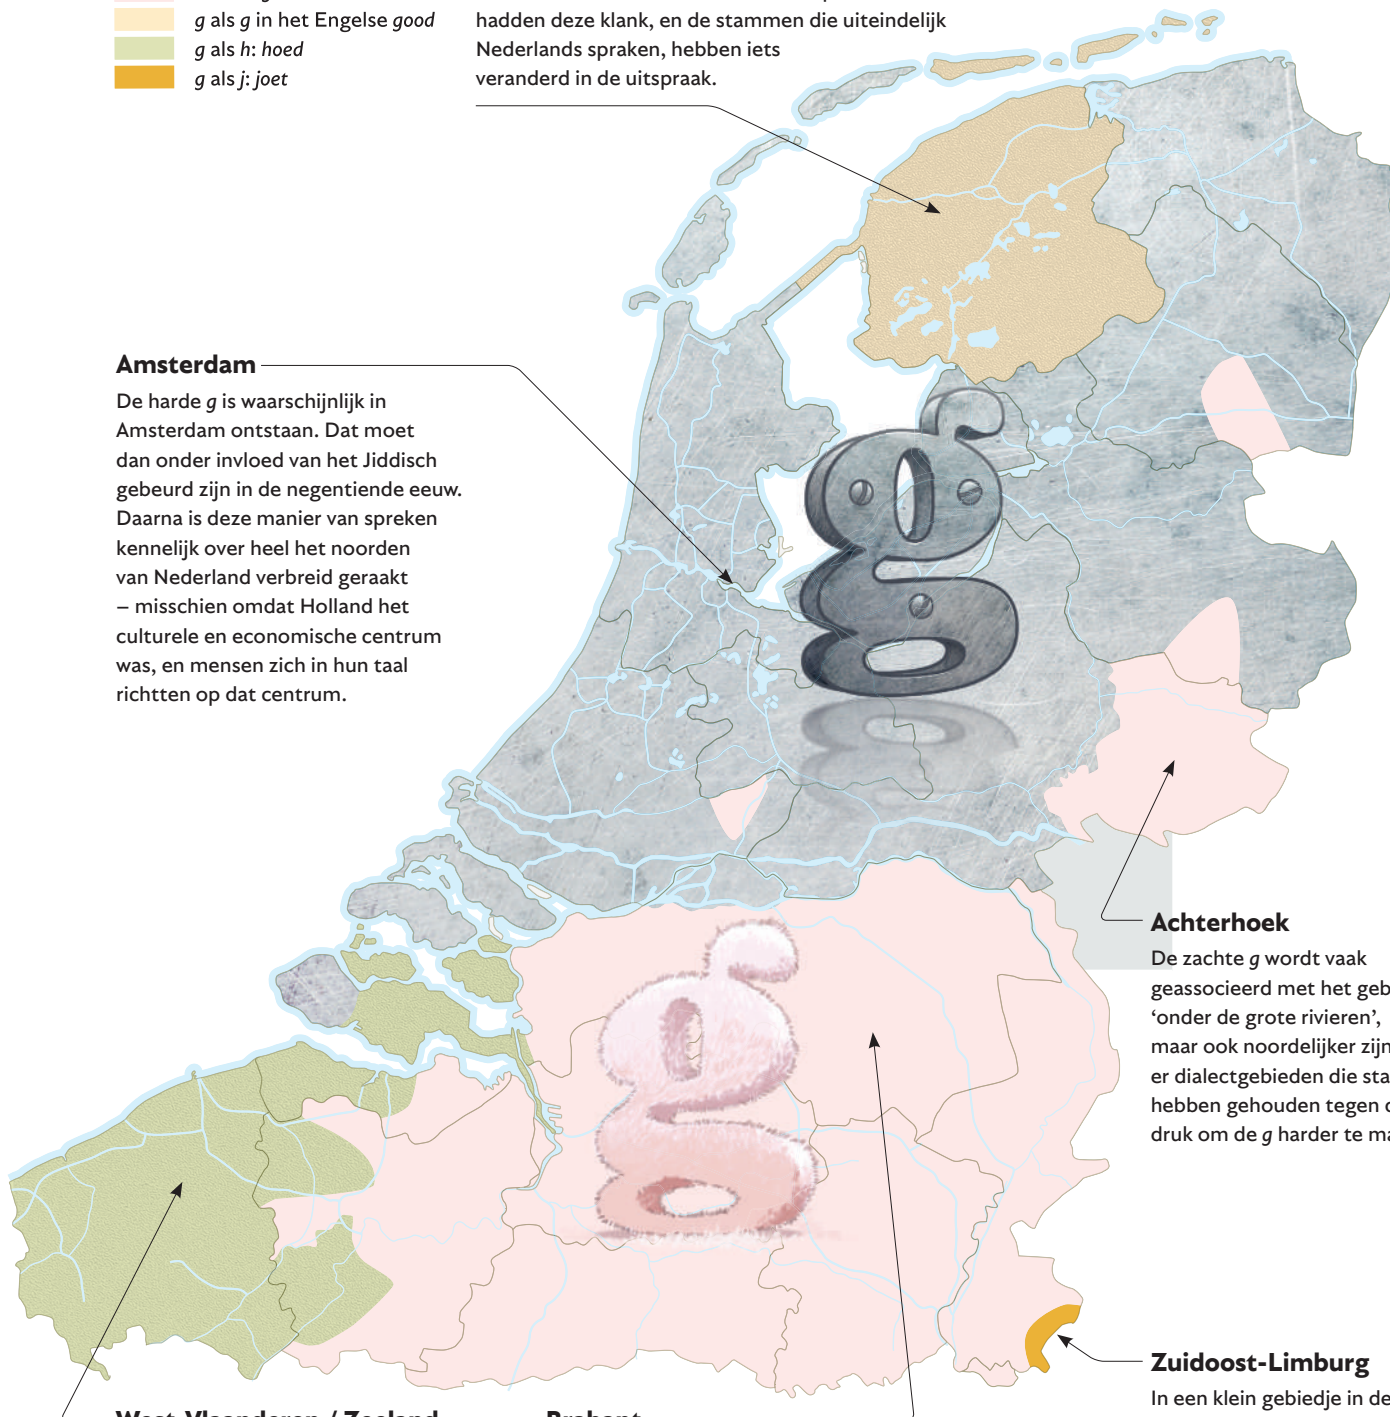 g als g in het Engelse good
g als h: hoed
g als j: joet
hadden deze klank, en de stammen die uiteindelijk
Nederlands spraken, hebben iets
veranderd in de uitspraak.
Amsterdam
De harde g is waarschijnlijk in
Amsterdam ontstaan. Dat moet
dan onder invloed van het Jiddisch
gebeurd zijn in de negentiende eeuw.
Daarna is deze manier van spreken
kennelijk over heel het noorden
van Nederland verbreid geraakt
– misschien omdat Holland het
culturele en economische centrum
was, en mensen zich in hun taal
richtten op dat centrum.
g
g
Achterhoek
De zachte g wordt vaak
geassocieerd met het geb
‘onder de grote rivieren’,
maar ook noordelijker zijn
er dialectgebieden die sta
hebben gehouden tegen
druk om de g harder te ma
Zuidoost-Limburg
In een klein gebiedje in de
West-Vlaanderen / Zeeland
Brabant